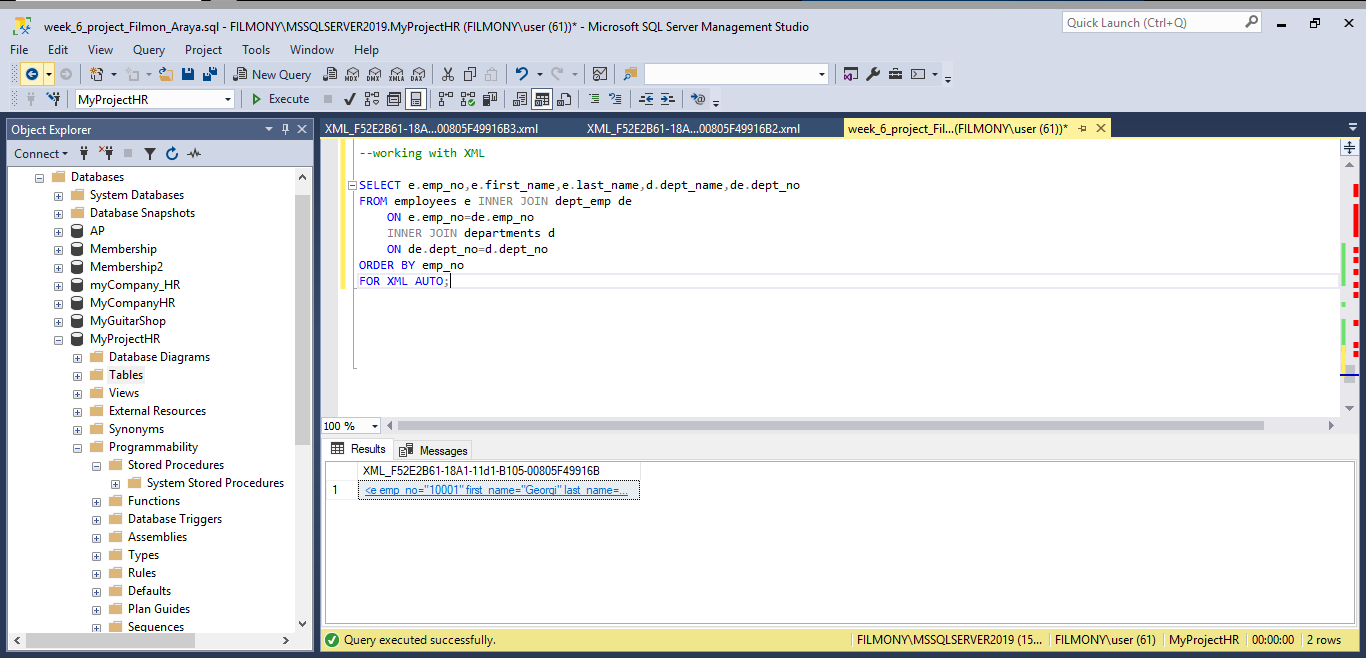 week_6_project_Filmon_Araya.sql - FILMONY\MSSQLSERVER2019.MyProjectHR (FILMONY\user (61))* - Microsoft SQL Server Management Studio
Quick Launch (Ctrl+Q)
File Edit View Query Project Tools Window Help
New Query MDX DMX XMLA DAX
MyProjectHR Execute
Object Explorer
XML_F52E2B61-18A...00805F49916B3.xml XML_F52E2B61-18A...00805F49916B2.xml week_6_project_Fil...(FILMONY\user (61))*
Connect
Databases
System Databases
Database Snapshots
AP
Membership
Membership2
myCompany_HR
MyCompanyHR
MyGuitarShop
MyProjectHR
Database Diagrams
Tables
Views
External Resources
Synonyms
Programmability
Stored Procedures
System Stored Procedures
Functions
Database Triggers
Assemblies
Types
Rules
Defaults
Plan Guides
Sequences
--working with XML
SELECT e.emp_no,e.first_name,e.last_name,d.dept_name,de.dept_no
FROM employees e INNER JOIN dept_emp de
ON e.emp_no=de.emp_no
INNER JOIN departments d
ON de.dept_no=d.dept_no
ORDER BY emp_no
FOR XML AUTO;
100 %
Results Messages
XML_F52E2B61-18A1-11d1-B105-00805F49916B
1 <e emp_no="10001" first_name="Georgi" last_name=...
Query executed successfully. FILMONY\MSSQLSERVER2019 (15... FILMONY\user (61) MyProjectHR 00:00:00 2 rows